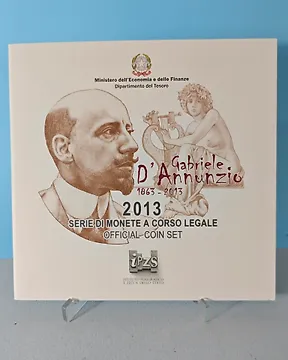 Ministero dell'Economia e delle Finanze
Dipartimento del Tesoro
Gabriele
D'Annunzio
1863 - 2013
2013
SERIE DI MONETE A CORSO LEGALE
OFFICIAL COIN SET
IPZS